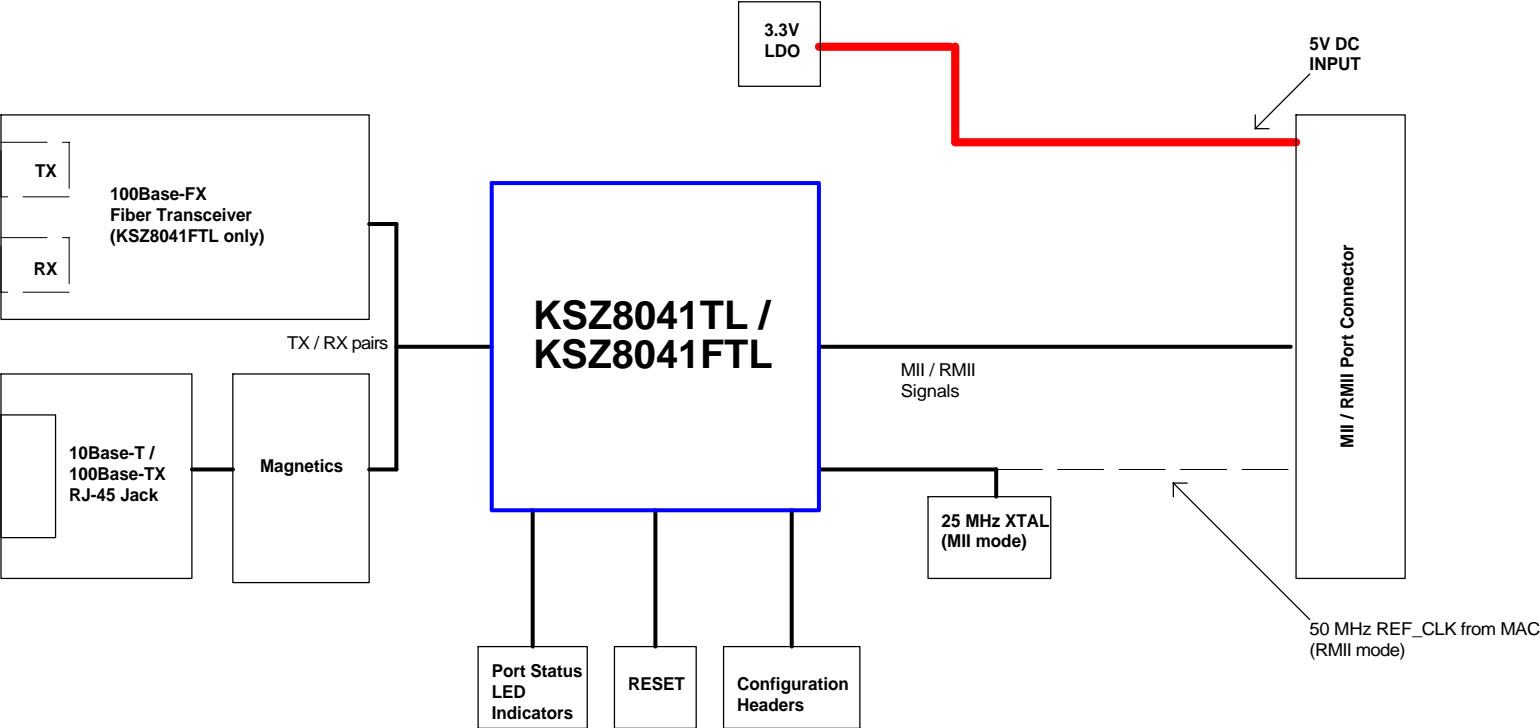 3.3V
LDO
5V DC
INPUT
TX
100Base-FX
Fiber Transceiver
(KSZ8041FTL only)
RX
KSZ8041TL /
KSZ8041FTL
MII / RMII Port Connector
TX / RX pairs
MII / RMII
Signals
10Base-T /
100Base-TX
RJ-45 Jack
Magnetics
25 MHz XTAL
(MII mode)
50 MHz REF_CLK from MAC
(RMII mode)
Port Status
LED
Indicators
RESET
Configuration
Headers